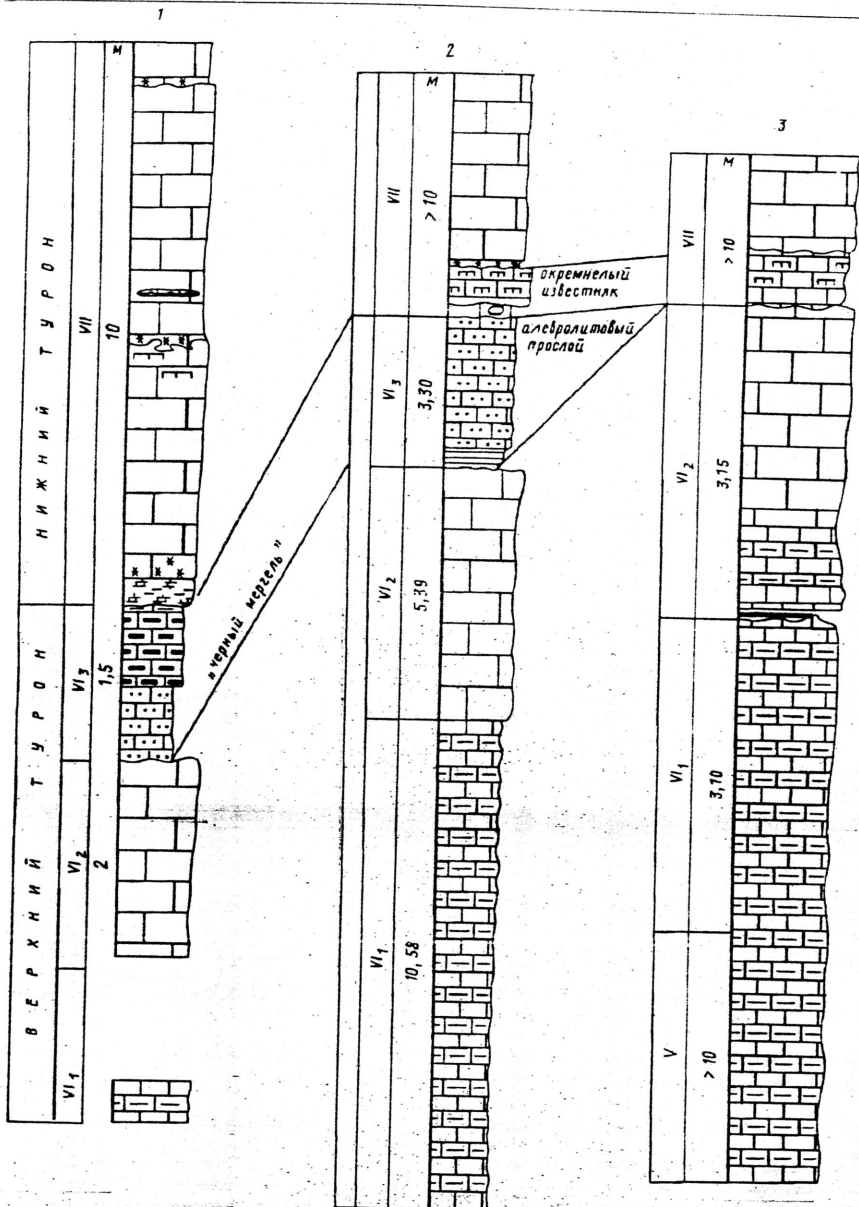 1
НИЖНИЙ ТУРОН
ВЕРХНИЙ ТУРОН
VII
VI3
VI2
VI1
М
10
1,5
2
„черный мергель"
2
VII
VI3
VI2
VI1
М
> 10
3,30
5,39
10,58
окремнелый
известняк
алевролитовый
прослой
3
VII
VI2
VI1
V
М
> 10
3,15
3,10
> 10